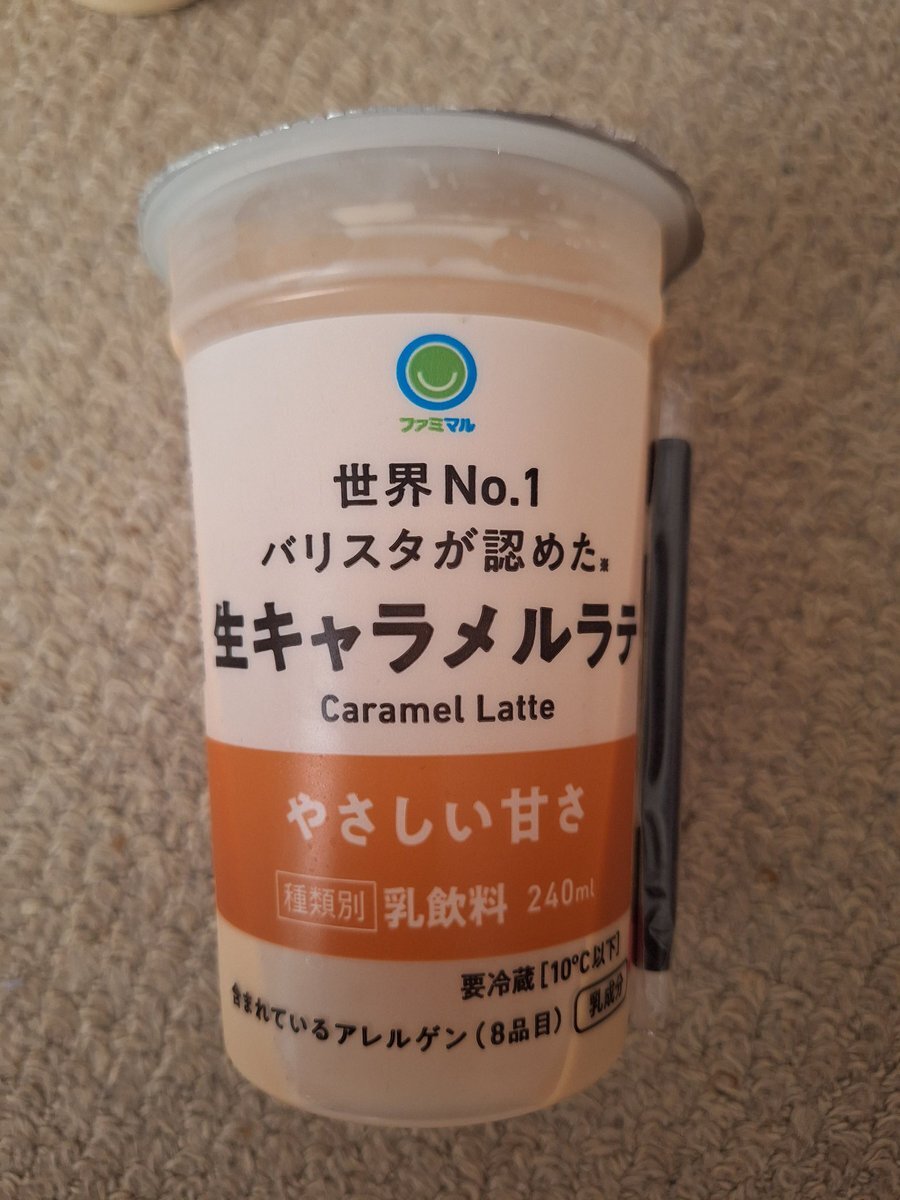 ファミマル
世界No.1
バリスタが認めた※
生キャラメルラテ
Caramel Latte
やさしい甘さ
種類別 乳飲料 240ml
要冷蔵[10℃以下]
含まれているアレルゲン(8品目) 乳成分